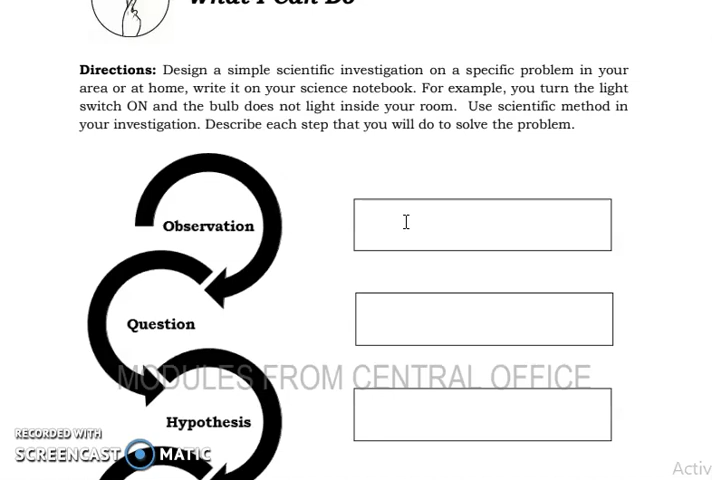 What I Can Do
Directions: Design a simple scientific investigation on a specific problem in your
area or at home, write it on your science notebook. For example, you turn the light
switch ON and the bulb does not light inside your room.  Use scientific method in
your investigation. Describe each step that you will do to solve the problem.
Observation
Question
MODULES FROM CENTRAL OFFICE
Hypothesis
RECORDED WITH
SCREENCAST MATIC
Activ